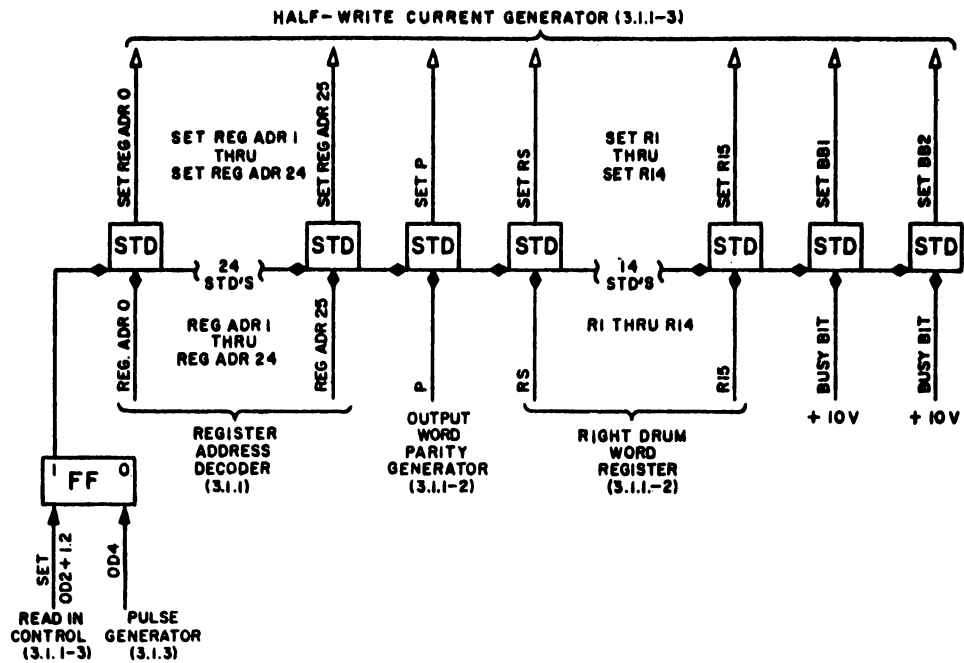 HALF-WRITE CURRENT GENERATOR (3.1.1-3)
SET REG ADR 0
SET REG ADR 1
THRU
SET REG ADR 24
SET REG ADR 25
SET P
SET RS
SET R1
THRU
SET R14
SET R15
SET BB1
SET BB2
STD
24
STD'S
STD
STD
STD
14
STD'S
STD
STD
STD
REG. ADR 0
REG ADR 1
THRU
REG ADR 24
REG ADR 25
P
RS
R1 THRU R14
R15
BUSY BIT
BUSY BIT
+ 10V
+ 10V
REGISTER
ADDRESS
DECODER
(3.1.1)
OUTPUT
WORD
PARITY
GENERATOR
(3.1.1-2)
RIGHT DRUM
WORD
REGISTER
(3.1.1.-2)
1 FF 0
SET
OD2+1.2
OD4
READ IN
CONTROL
(3.1.1-3)
PULSE
GENERATOR
(3.1.3)